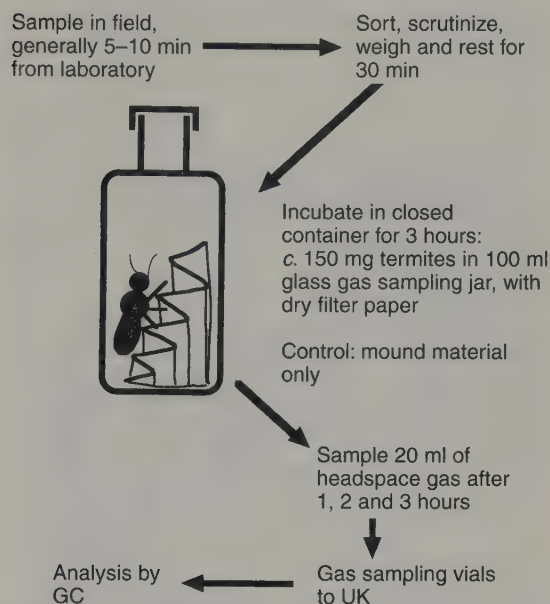 Sample in field,
generally 5–10 min
from laboratory
Sort, scrutinize,
weigh and rest for
30 min
Incubate in closed
container for 3 hours:
c. 150 mg termites in 100 ml
glass gas sampling jar, with
dry filter paper
Control: mound material
only
Sample 20 ml of
headspace gas after
1, 2 and 3 hours
Gas sampling vials
to UK
Analysis by
GC